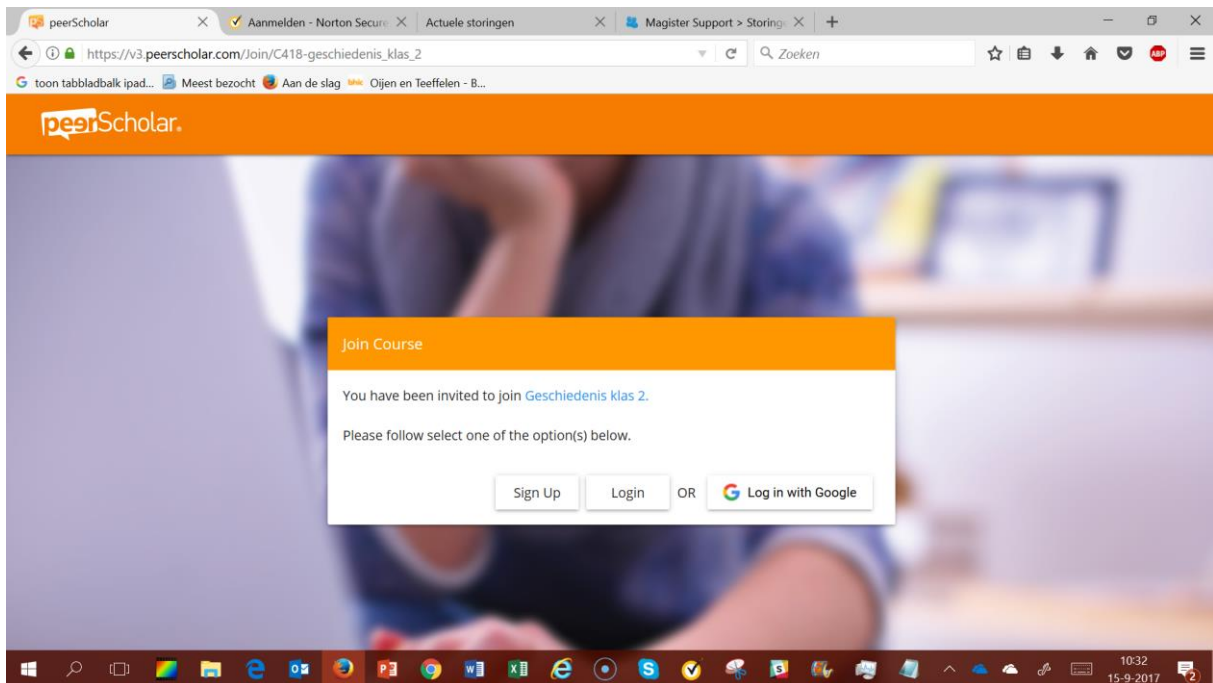 peerScholar
Aanmelden - Norton Secure
Actuele storingen
Magister Support > Storing
https://v3.peerscholar.com/Join/C418-geschiedenis_klas_2
Zoeken
ABP
toon tabbladbalk ipad... Meest bezocht Aan de slag bhic Oijen en Teeffelen - B...
peerScholar.
Join Course
You have been invited to join Geschiedenis klas 2.
Please follow select one of the option(s) below.
Sign Up Login OR Log in with Google
10:32
15-9-2017
2